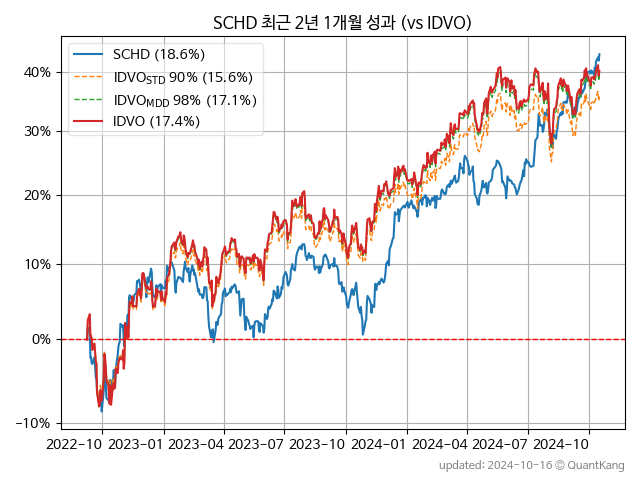 SCHD 최근 2년 1개월 성과 (vs IDVO)
SCHD (18.6%)
IDVO_STD 90% (15.6%)
IDVO_MDD 98% (17.1%)
IDVO (17.4%)
40%
30%
20%
10%
0%
−10%
2022−10 2023−01 2023−04 2023−07 2023−10 2024−01 2024−04 2024−07 2024−10
updated: 2024-10-16 © QuantKang